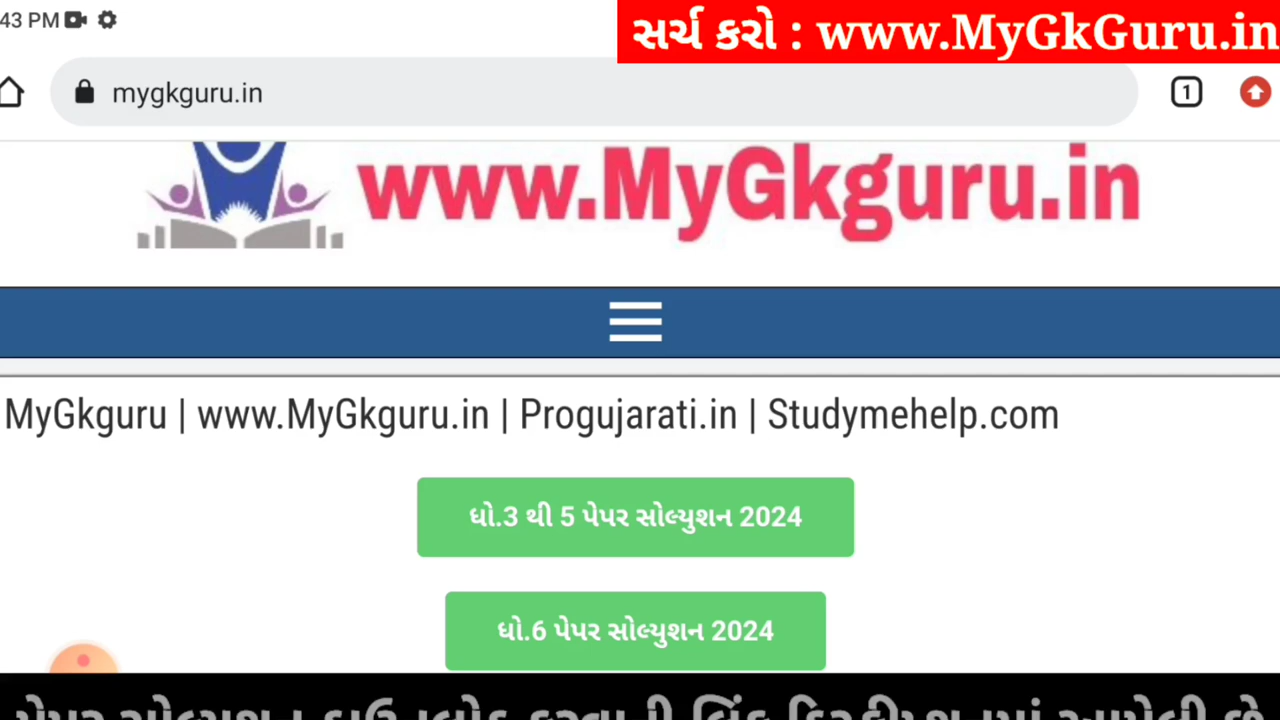 43 PM
સર્ચ કરો : www.MyGkGuru.in
mygkguru.in
1
www.MyGkguru.in
MyGkguru | www.MyGkguru.in | Progujarati.in | Studymehelp.com
ધો.3 થી 5 પેપર સોલ્યુશન 2024
ધો.6 પેપર સોલ્યુશન 2024